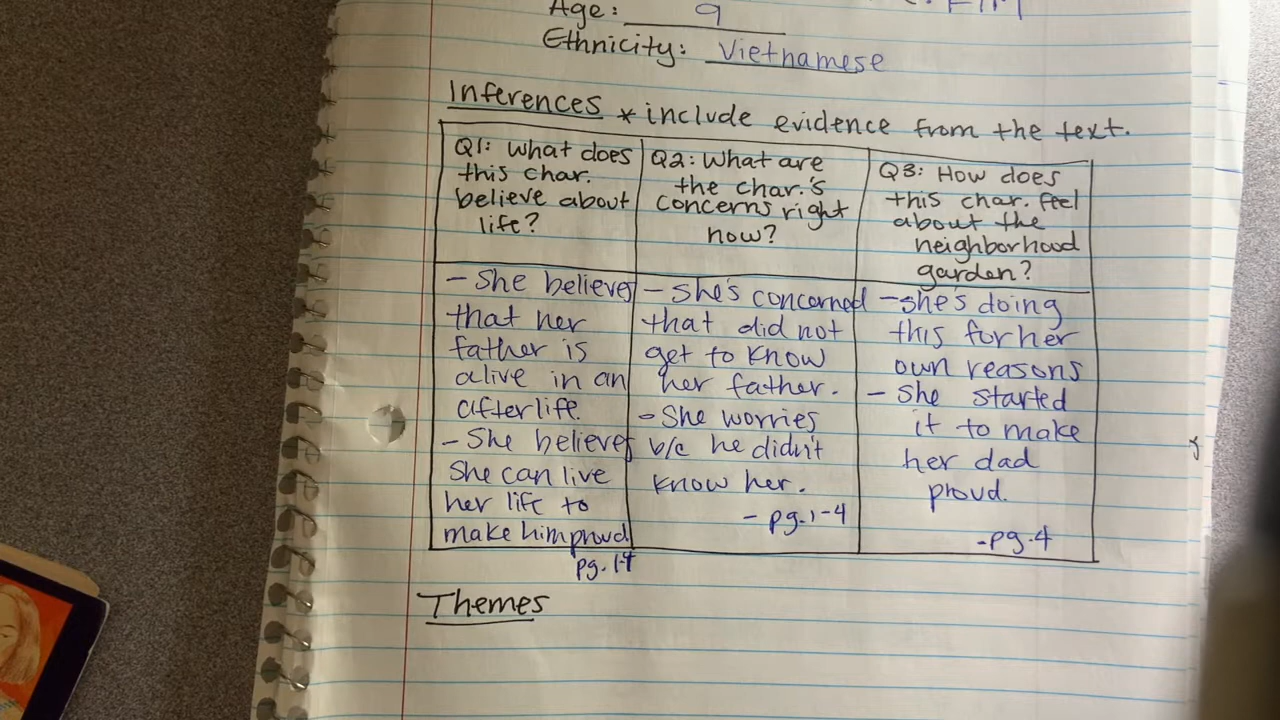 Age: 9
Ethnicity: Vietnamese
Inferences * include evidence from the text.
Q1: What does
this char.
believe about
life?
Q2: What are
the char.'s
concerns right
now?
Q3: How does
this char. feel
about the
neighborhood
garden?
- She believes
that her
father is
alive in an
afterlife.
- She believes
she can live
her life to
make him proud
pg. 1-4
- She's concerned
that did not
get to know
her father.
- She worries
b/c he didn't
know her.
- pg. 1-4
- she's doing
this for her
own reasons
- She started
it to make
her dad
proud.
- pg. 4
Themes